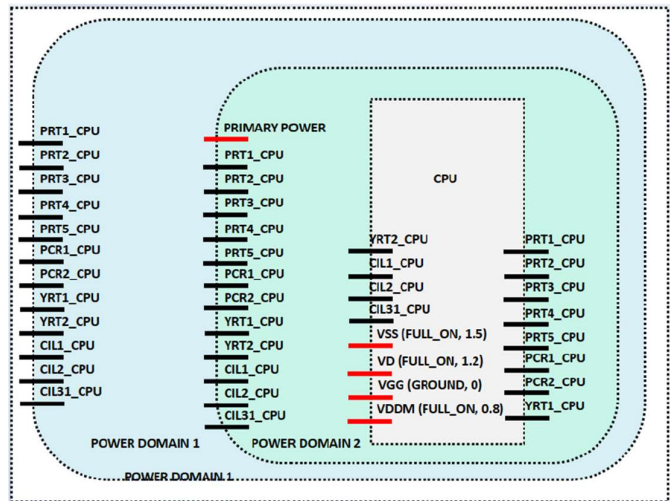 PRT1_CPU
PRT2_CPU
PRT3_CPU
PRT4_CPU
PRT5_CPU
PCR1_CPU
PCR2_CPU
YRT1_CPU
YRT2_CPU
CIL1_CPU
CIL2_CPU
CIL31_CPU
POWER DOMAIN 1
POWER DOMAIN 1
PRIMARY POWER
PRT1_CPU
PRT2_CPU
PRT3_CPU
PRT4_CPU
PRT5_CPU
PCR1_CPU
PCR2_CPU
YRT1_CPU
YRT2_CPU
CIL1_CPU
CIL2_CPU
CIL31_CPU
POWER DOMAIN 2
CPU
YRT2_CPU
CIL1_CPU
CIL2_CPU
CIL31_CPU
VSS (FULL_ON, 1.5)
VD (FULL_ON, 1.2)
VGG (GROUND, 0)
VDDM (FULL_ON, 0.8)
PRT1_CPU
PRT2_CPU
PRT3_CPU
PRT4_CPU
PRT5_CPU
PCR1_CPU
PCR2_CPU
YRT1_CPU